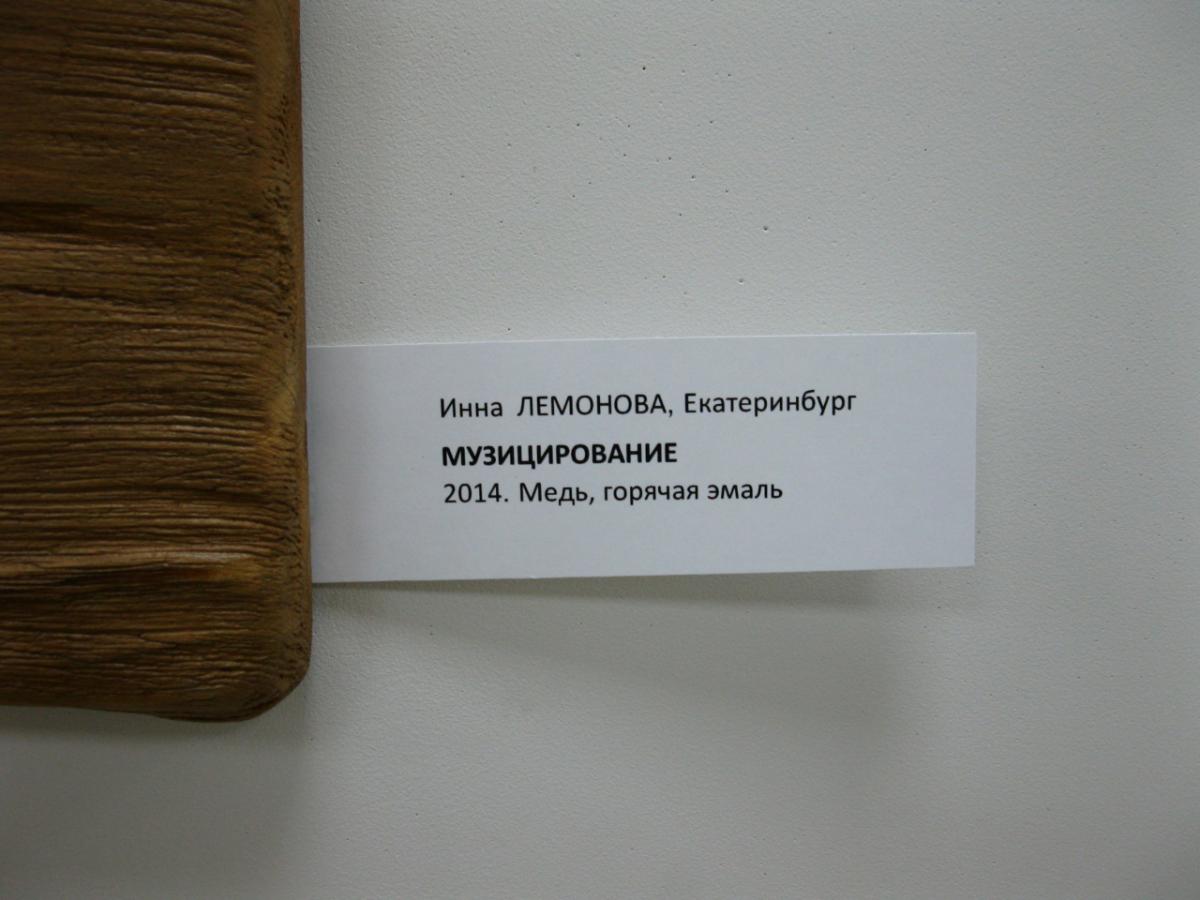 Инна ЛЕМОНОВА, Екатеринбург
МУЗИЦИРОВАНИЕ
2014. Медь, горячая эмаль